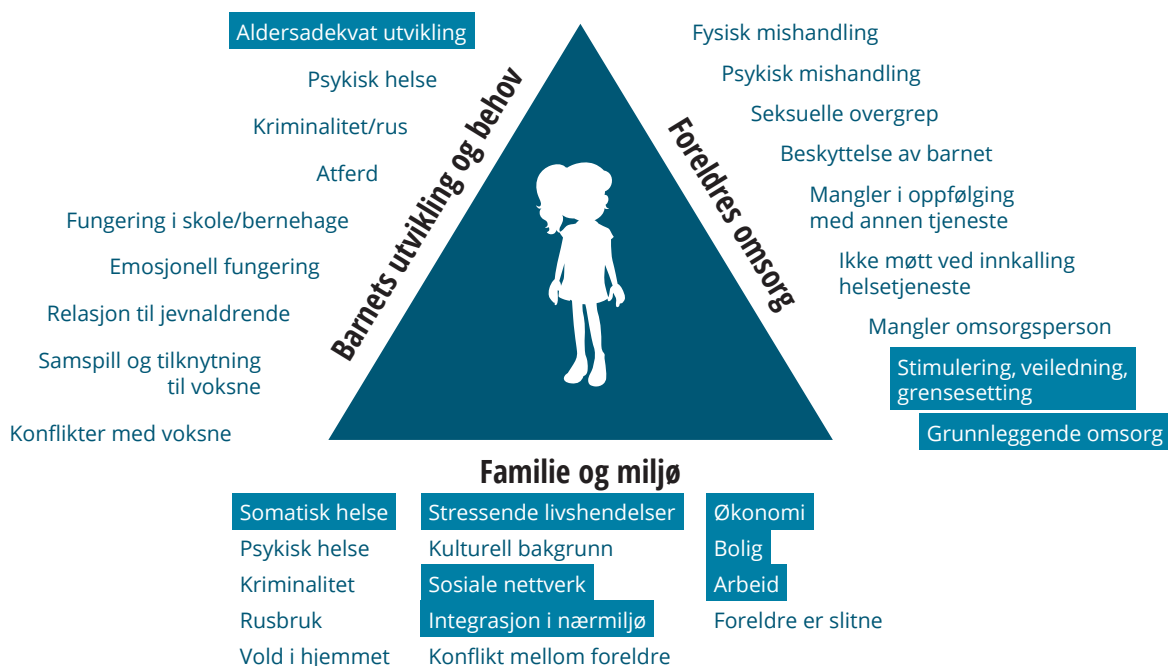 Aldersadekvat utvikling
Psykisk helse
Kriminalitet/rus
Atferd
Fungering i skole/bernehage
Emosjonell fungering
Relasjon til jevnaldrende
Samspill og tilknytning
til voksne
Konflikter med voksne
Barnets utvikling og behov
Foreldres omsorg
Fysisk mishandling
Psykisk mishandling
Seksuelle overgrep
Beskyttelse av barnet
Mangler i oppfølging
med annen tjeneste
Ikke møtt ved innkalling
helsetjeneste
Mangler omsorgsperson
Stimulering, veiledning,
grensesetting
Grunnleggende omsorg
Familie og miljø
Somatisk helse
Psykisk helse
Kriminalitet
Rusbruk
Vold i hjemmet
Stressende livshendelser
Kulturell bakgrunn
Sosiale nettverk
Integrasjon i nærmiljø
Konflikt mellom foreldre
Økonomi
Bolig
Arbeid
Foreldre er slitne